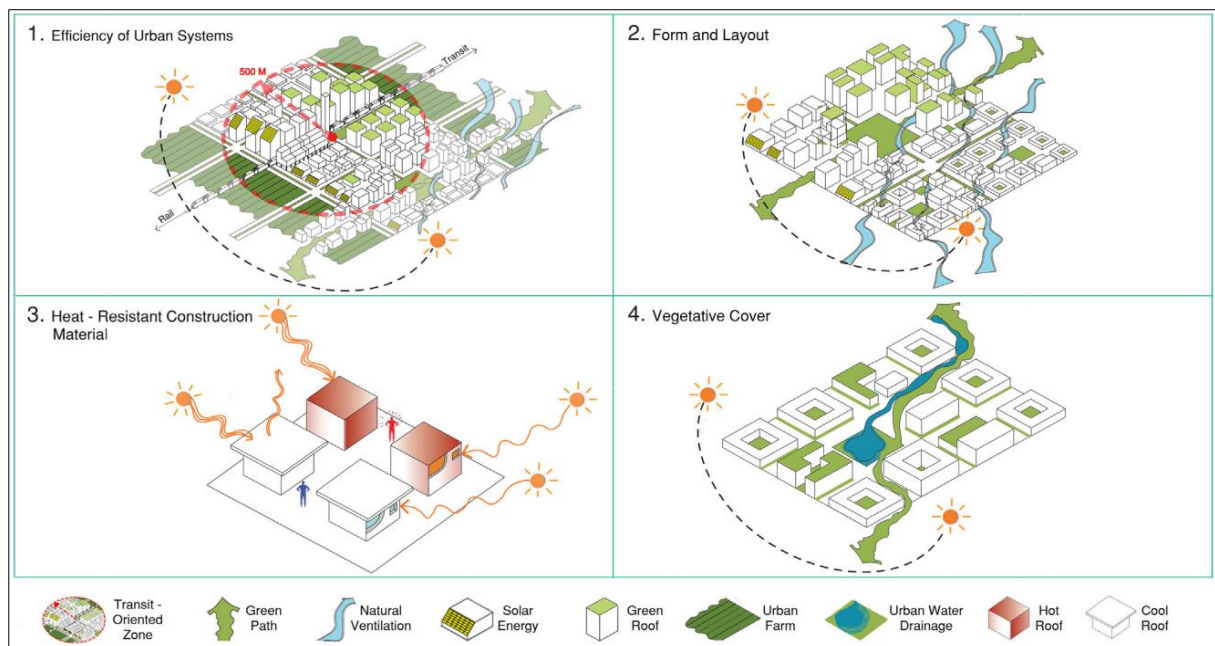 1. Efficiency of Urban Systems
500 M
Transit
Rail
2. Form and Layout
3. Heat - Resistant Construction
Material
4. Vegetative Cover
Transit -
Oriented
Zone
Green
Path
Natural
Ventilation
Solar
Energy
Green
Roof
Urban
Farm
Urban Water
Drainage
Hot
Roof
Cool
Roof